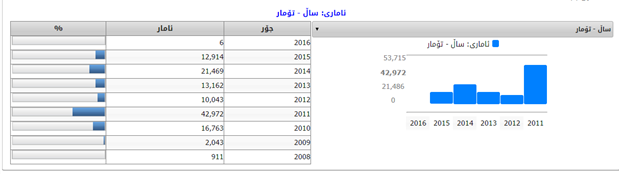 ئاماری: ساڵ - تۆمار
ساڵ - تۆمار
جۆر ئامار %
2016 6
2015 12,914
2014 21,469
2013 13,162
2012 10,043
2011 42,972
2010 16,763
2009 2,043
2008 911
ئاماری: ساڵ - تۆمار
53,715
42,972
21,486
0
2016 2015 2014 2013 2012 2011